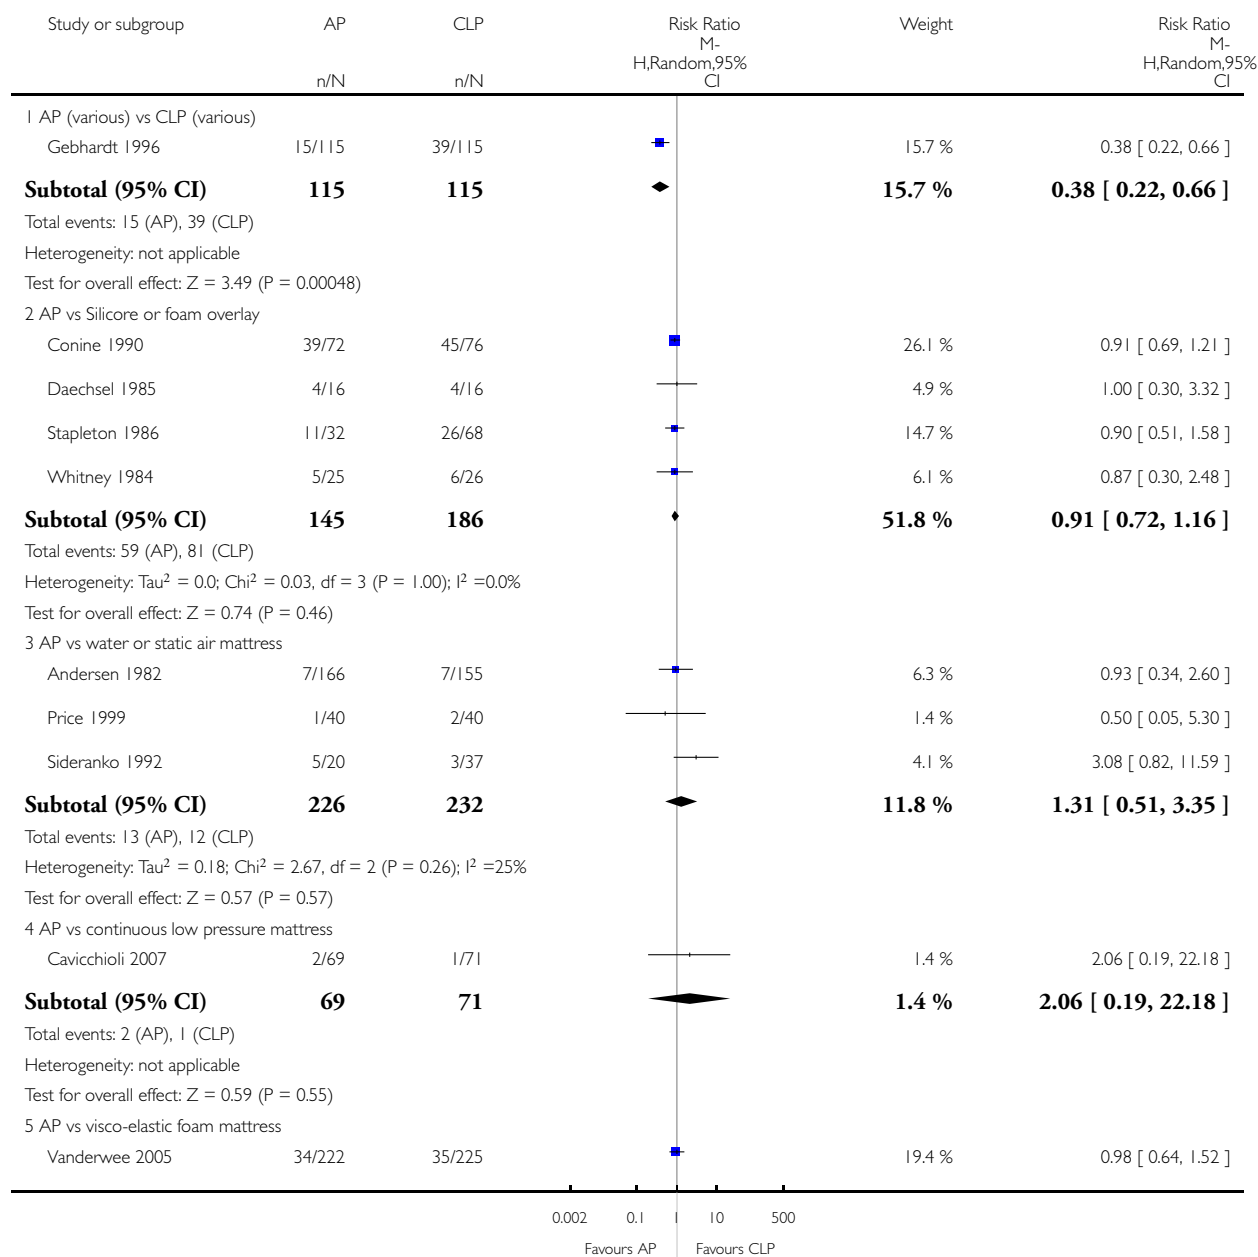 Study or subgroup AP CLP Risk Ratio Weight Risk Ratio
M- M-
H,Random,95% H,Random,95%
n/N n/N CI CI
1 AP (various) vs CLP (various)
Gebhardt 1996 15/115 39/115 15.7 % 0.38 [ 0.22, 0.66 ]
Subtotal (95% CI) 115 115 15.7 % 0.38 [ 0.22, 0.66 ]
Total events: 15 (AP), 39 (CLP)
Heterogeneity: not applicable
Test for overall effect: Z = 3.49 (P = 0.00048)
2 AP vs Silicore or foam overlay
Conine 1990 39/72 45/76 26.1 % 0.91 [ 0.69, 1.21 ]
Daechsel 1985 4/16 4/16 4.9 % 1.00 [ 0.30, 3.32 ]
Stapleton 1986 11/32 26/68 14.7 % 0.90 [ 0.51, 1.58 ]
Whitney 1984 5/25 6/26 6.1 % 0.87 [ 0.30, 2.48 ]
Subtotal (95% CI) 145 186 51.8 % 0.91 [ 0.72, 1.16 ]
Total events: 59 (AP), 81 (CLP)
Heterogeneity: Tau² = 0.0; Chi² = 0.03, df = 3 (P = 1.00); I² =0.0%
Test for overall effect: Z = 0.74 (P = 0.46)
3 AP vs water or static air mattress
Andersen 1982 7/166 7/155 6.3 % 0.93 [ 0.34, 2.60 ]
Price 1999 1/40 2/40 1.4 % 0.50 [ 0.05, 5.30 ]
Sideranko 1992 5/20 3/37 4.1 % 3.08 [ 0.82, 11.59 ]
Subtotal (95% CI) 226 232 11.8 % 1.31 [ 0.51, 3.35 ]
Total events: 13 (AP), 12 (CLP)
Heterogeneity: Tau² = 0.18; Chi² = 2.67, df = 2 (P = 0.26); I² =25%
Test for overall effect: Z = 0.57 (P = 0.57)
4 AP vs continuous low pressure mattress
Cavicchioli 2007 2/69 1/71 1.4 % 2.06 [ 0.19, 22.18 ]
Subtotal (95% CI) 69 71 1.4 % 2.06 [ 0.19, 22.18 ]
Total events: 2 (AP), 1 (CLP)
Heterogeneity: not applicable
Test for overall effect: Z = 0.59 (P = 0.55)
5 AP vs visco-elastic foam mattress
Vanderwee 2005 34/222 35/225 19.4 % 0.98 [ 0.64, 1.52 ]
0.002 0.1 1 10 500
Favours AP Favours CLP